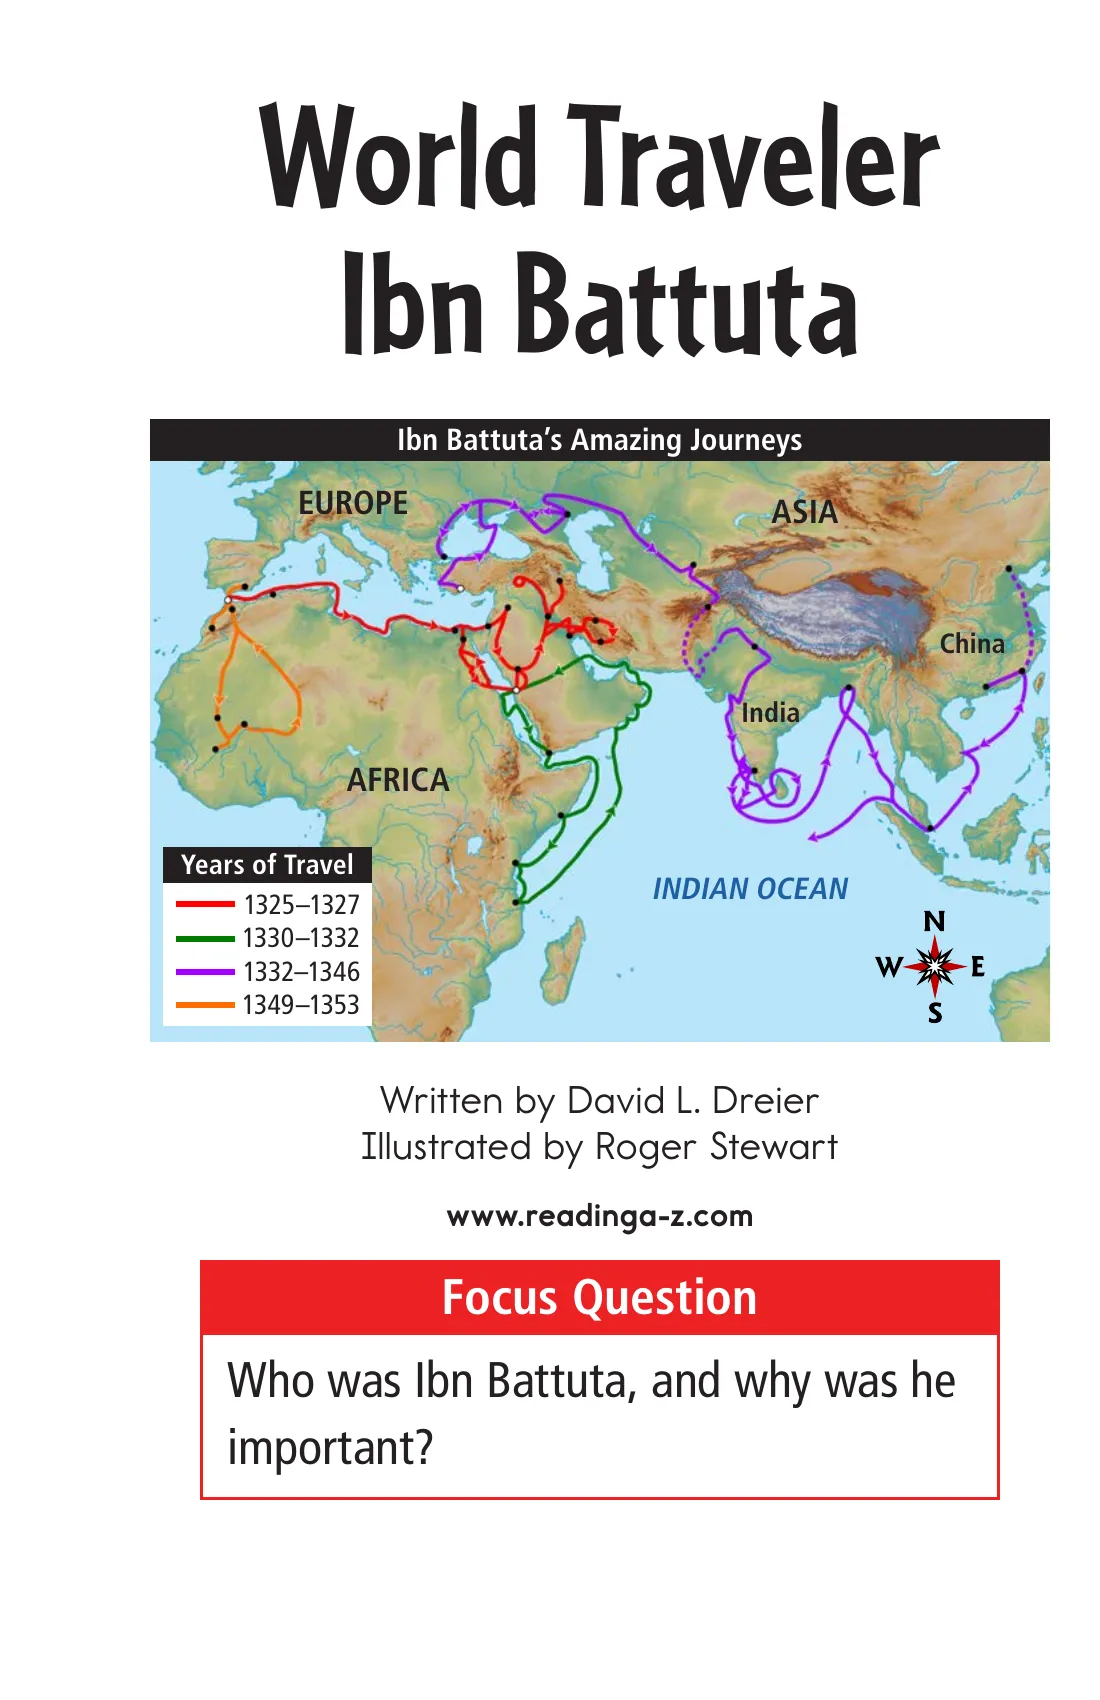 World Traveler
Ibn Battuta
Ibn Battuta's Amazing Journeys
EUROPE
ASIA
China
India
AFRICA
INDIAN OCEAN
Years of Travel
1325–1327
1330–1332
1332–1346
1349–1353
N
W E
S
Written by David L. Dreier
Illustrated by Roger Stewart
www.readinga-z.com
Focus Question
Who was Ibn Battuta, and why was he
important?